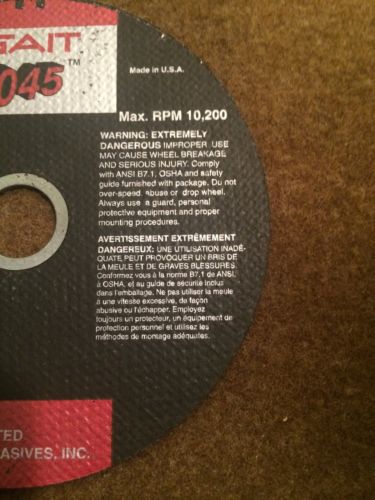 GAIT
045 ™
Made in U.S.A.
Max. RPM 10,200
WARNING: EXTREMELY
DANGEROUS IMPROPER USE
MAY CAUSE WHEEL BREAKAGE
AND SERIOUS INJURY. Comply
with ANSI B7.1, OSHA and safety
guide furnished with package. Do not
over-speed, abuse or drop wheel.
Always use a guard, personal
protective equipment and proper
mounting procedures.
AVERTISSEMENT EXTRÊMEMENT
DANGEREUX: UNE UTILISATION INADÉ-
QUATE PEUT PROVOQUER UN BRIS DE
LA MEULE ET DE GRAVES BLESSURES.
Conformez vous à la norme B7.1 de ANSI,
à OSHA, et au guide de sécurité inclus
dans l'emballage. Ne pas utiliser la meule
à une vitesse excessive, de façon
abusive ou l'échapper. Employez
toujours un protecteur, un équipement de
protection personnel et utilisez les
méthodes de montage adéquates.
TED
ASIVES, INC.